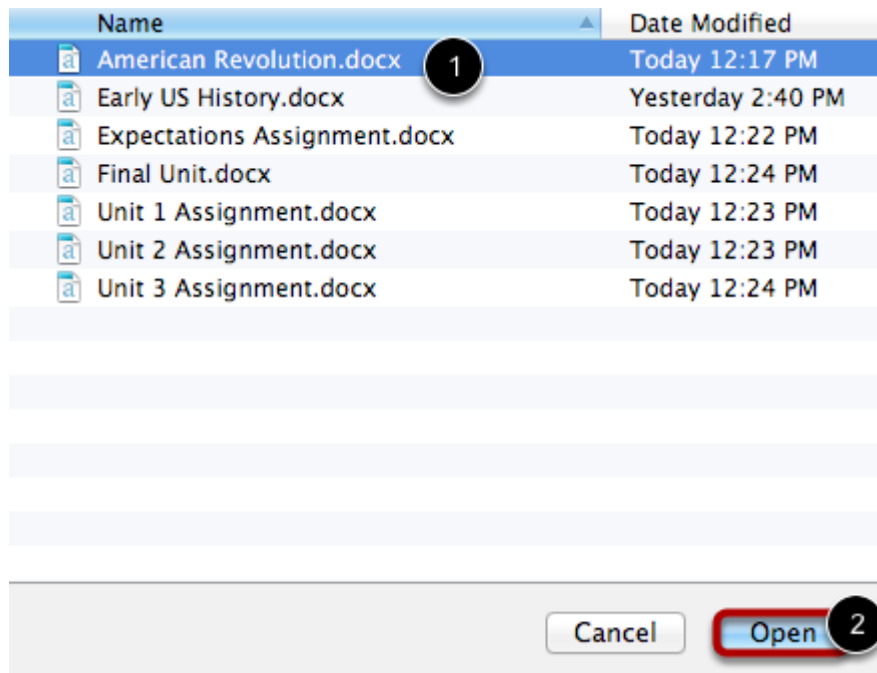 Name Date Modified
American Revolution.docx 1 Today 12:17 PM
Early US History.docx Yesterday 2:40 PM
Expectations Assignment.docx Today 12:22 PM
Final Unit.docx Today 12:24 PM
Unit 1 Assignment.docx Today 12:23 PM
Unit 2 Assignment.docx Today 12:23 PM
Unit 3 Assignment.docx Today 12:24 PM
Cancel Open 2